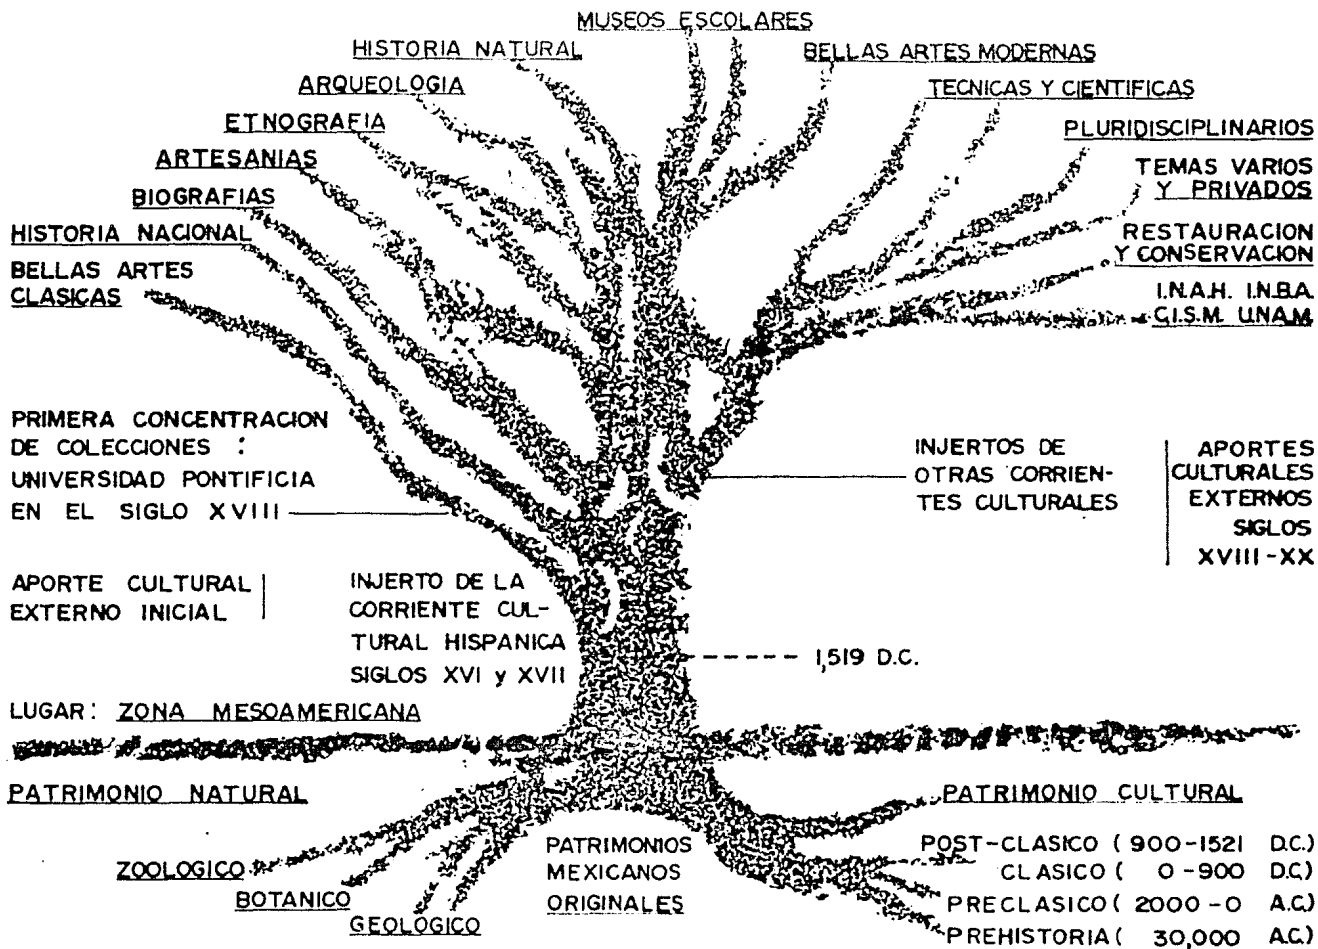 MUSEOS ESCOLARES
HISTORIA NATURAL
BELLAS ARTES MODERNAS
ARQUEOLOGIA
TECNICAS Y CIENTIFICAS
ETNOGRAFIA
PLURIDISCIPLINARIOS
ARTESANIAS
TEMAS VARIOS
Y PRIVADOS
BIOGRAFIAS
HISTORIA NACIONAL
RESTAURACION
Y CONSERVACION
BELLAS ARTES
CLASICAS
I.N.A.H. I.N.B.A.
C.I.S.M. U.N.A.M.
PRIMERA CONCENTRACION
DE COLECCIONES :
UNIVERSIDAD PONTIFICIA
EN EL SIGLO XVIII
INJERTOS DE
OTRAS CORRIEN-
TES CULTURALES
APORTES
CULTURALES
EXTERNOS
SIGLOS
XVIII-XX
APORTE CULTURAL
EXTERNO INICIAL
INJERTO DE LA
CORRIENTE CUL-
TURAL HISPANICA
SIGLOS XVI y XVII
1,519 D.C.
LUGAR: ZONA MESOAMERICANA
PATRIMONIO NATURAL
PATRIMONIO CULTURAL
ZOOLOGICO
BOTANICO
GEOLOGICO
PATRIMONIOS
MEXICANOS
ORIGINALES
POST-CLASICO (900-1521 D.C.)
CLASICO ( 0-900 D.C.)
PRECLASICO ( 2000-0 A.C.)
PREHISTORIA ( 30,000 A.C.)